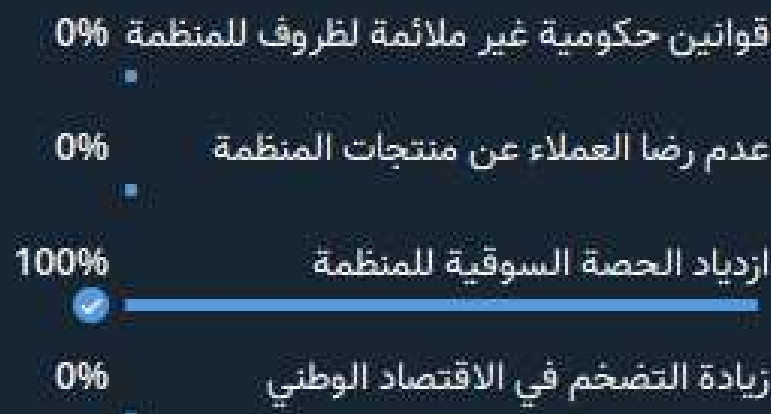 قوانين حكومية غير ملائمة لظروف للمنظمة 0%
عدم رضا العملاء عن منتجات المنظمة 0%
ازدياد الحصة السوقية للمنظمة 100%
زيادة التضخم في الاقتصاد الوطني 0%